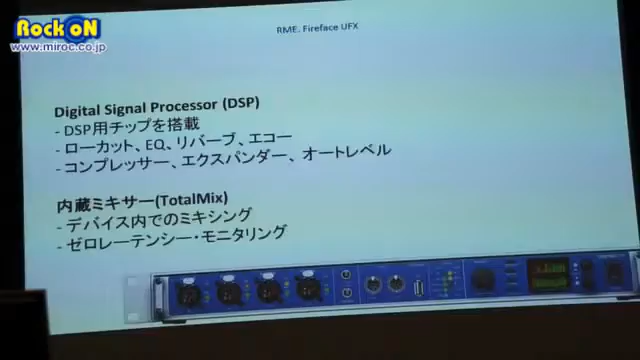 Rock oN
www.miroc.co.jp
RME. Fireface UFX
Digital Signal Processor (DSP)
- DSP用チップを搭載
- ローカット、EQ、リバーブ、エコー
- コンプレッサー、エクスパンダー、オートレベル
内蔵ミキサー(TotalMix)
- デバイス内でのミキシング
- ゼロレーテンシー・モニタリング